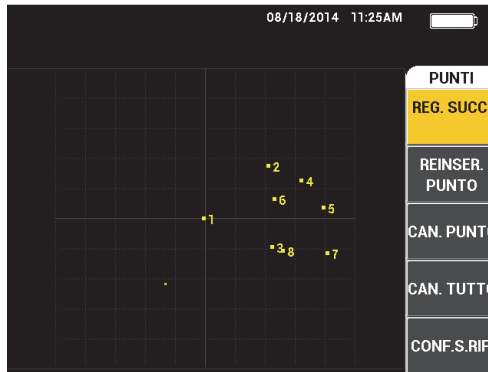 08/18/2014 11:25AM
PUNTI
REG. SUCC
REINSER.
PUNTO
CAN. PUNTO
CAN. TUTTO
CONF.S.RIF
2
4
6
5
1
3
8
7